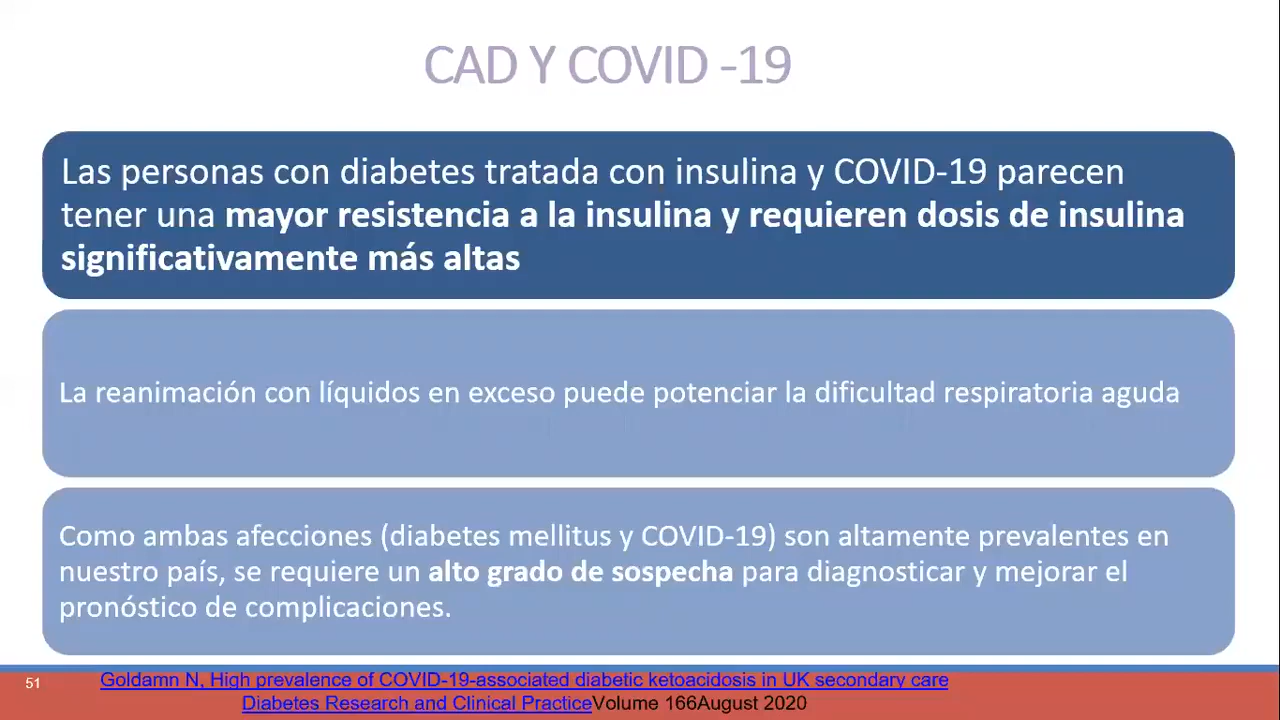 CAD Y COVID -19
Las personas con diabetes tratada con insulina y COVID-19 parecen
tener una mayor resistencia a la insulina y requieren dosis de insulina
significativamente más altas
La reanimación con líquidos en exceso puede potenciar la dificultad respiratoria aguda
Como ambas afecciones (diabetes mellitus y COVID-19) son altamente prevalentes en
nuestro país, se requiere un alto grado de sospecha para diagnosticar y mejorar el
pronóstico de complicaciones.
51
Goldamn N, High prevalence of COVID-19-associated diabetic ketoacidosis in UK secondary care
Diabetes Research and Clinical PracticeVolume 166August 2020